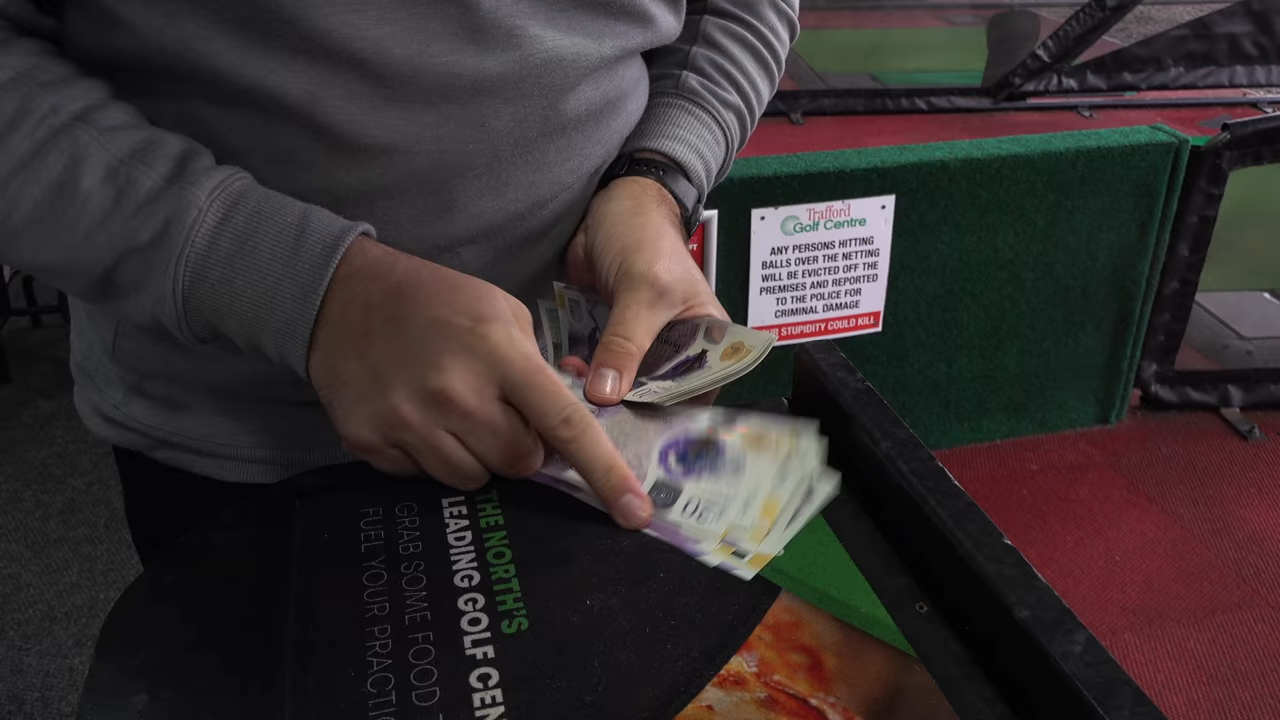 Trafford
Golf Centre
ANY PERSONS HITTING
BALLS OVER THE NETTING
WILL BE EVICTED OFF THE
PREMISES AND REPORTED
TO THE POLICE FOR
CRIMINAL DAMAGE
STUPIDITY COULD KILL
THE NORTH'S
LEADING GOLF CEN
GRAB SOME FOOD
FUEL YOUR PRACTI